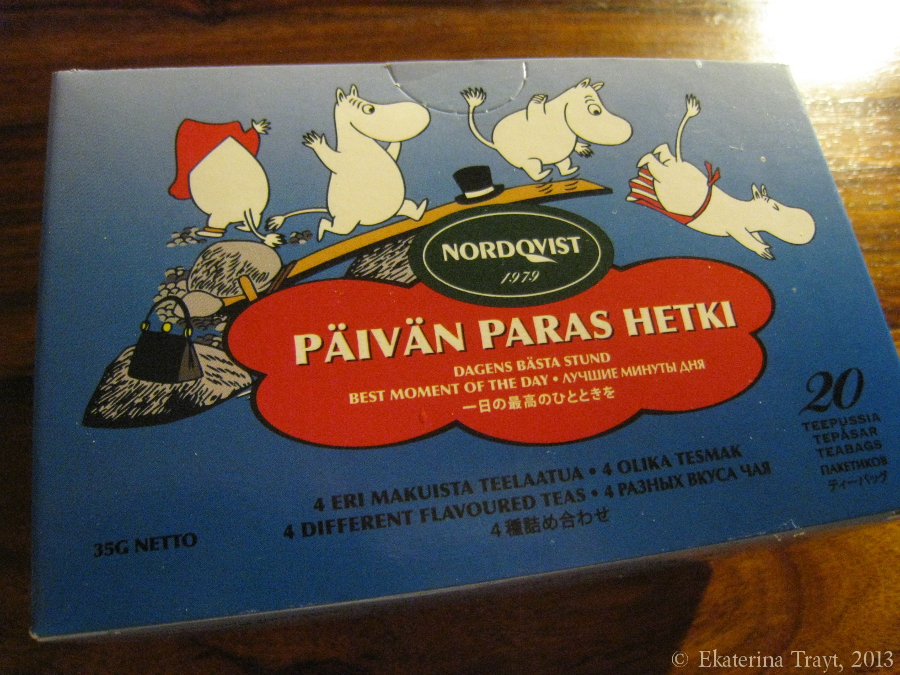 NORDQVIST
1979
PÄIVÄN PARAS HETKI
DAGENS BÄSTA STUND
BEST MOMENT OF THE DAY • ЛУЧШИЕ МИНУТЫ ДНЯ
一日の最高のひとときを
20
TEEPUSSIA
TEPÅSAR
TEABAGS
ПАКЕТИКОВ
ティーバッグ
4 ERI MAKUISTA TEELAATUA • 4 OLIKA TESMAK
4 DIFFERENT FLAVOURED TEAS • 4 РАЗНЫХ ВКУСА ЧАЯ
4種詰め合わせ
35G NETTO
© Ekaterina Trayt, 2013